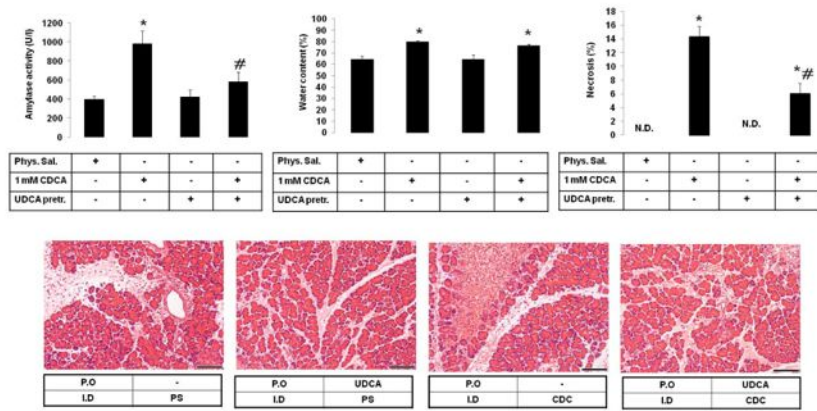 Amylase activity (U/l)
1200
1000
800
600
400
200
0
*
#
Phys. Sal. + - - -
1 mM CDCA - + - +
UDCA pretr. - - + +
Water content (%)
100
90
80
70
60
50
40
30
20
10
0
*
*
Phys. Sal. + - - -
1 mM CDCA - + - +
UDCA pretr. - - + +
Necrosis (%)
16
14
12
10
8
6
4
2
0
N.D.
*
N.D.
*#
Phys. Sal. + - - -
1 mM CDCA - + - +
UDCA pretr. - - + +
P.O -
I.D PS
P.O UDCA
I.D PS
P.O -
I.D CDC
P.O UDCA
I.D CDC